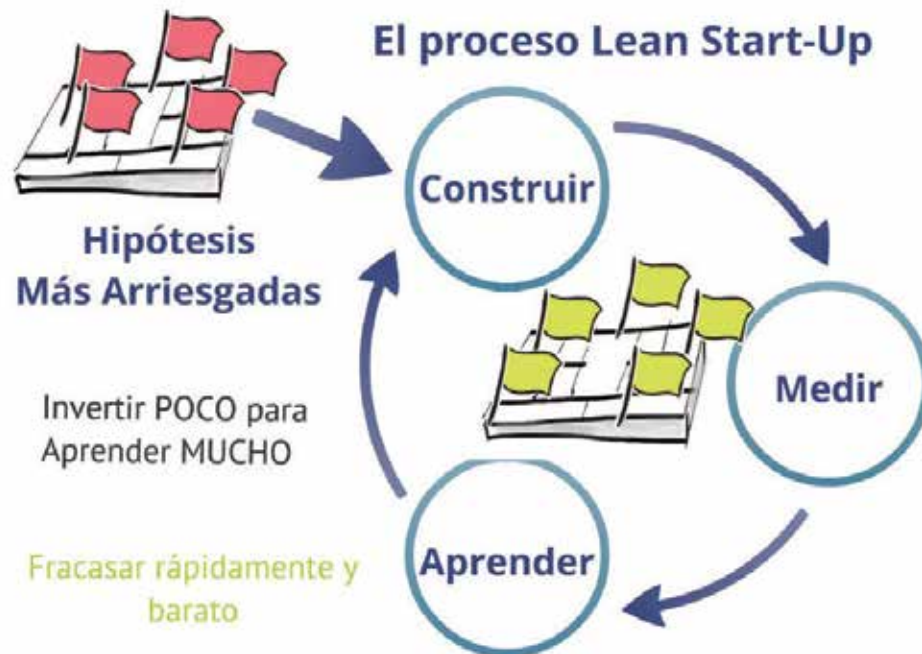 El proceso Lean Start-Up
Construir
Hipótesis
Más Arriesgadas
Medir
Invertir POCO para
Aprender MUCHO
Aprender
Fracasar rápidamente y
barato